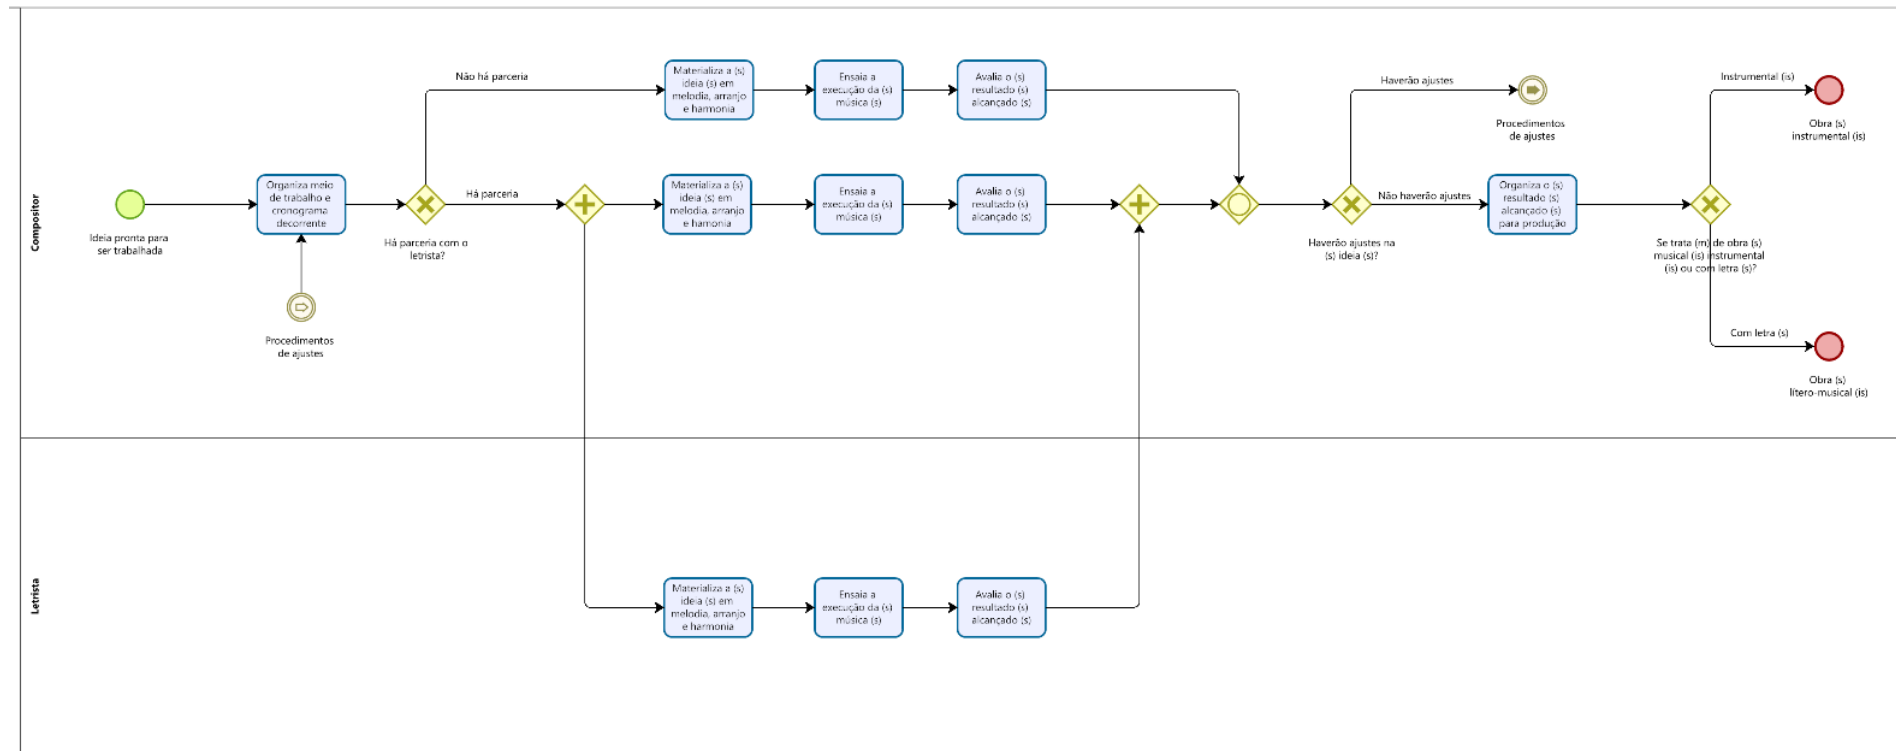 Compositor
Letrista
Ideia pronta para
ser trabalhada
Organiza meio
de trabalho e
cronograma
decorrente
Procedimentos
de ajustes
Há parceria com o
letrista?
Não há parceria
Há parceria
Materializa a (s)
ideia (s) em
melodia, arranjo
e harmonia
Ensaia a
execução da (s)
música (s)
Avalia o (s)
resultado (s)
alcançado (s)
Materializa a (s)
ideia (s) em
melodia, arranjo
e harmonia
Ensaia a
execução da (s)
música (s)
Avalia o (s)
resultado (s)
alcançado (s)
Materializa a (s)
ideia (s) em
melodia, arranjo
e harmonia
Ensaia a
execução da (s)
música (s)
Avalia o (s)
resultado (s)
alcançado (s)
Haverão ajustes na
(s) ideia (s)?
Haverão ajustes
Procedimentos
de ajustes
Não haverão ajustes
Organiza o (s)
resultado (s)
alcançado (s)
para produção
Se trata (m) de obra (s)
musical (is) instrumental
(is) ou com letra (s)?
Instrumental (is)
Obra (s)
instrumental (is)
Com letra (s)
Obra (s)
lítero-musical (is)